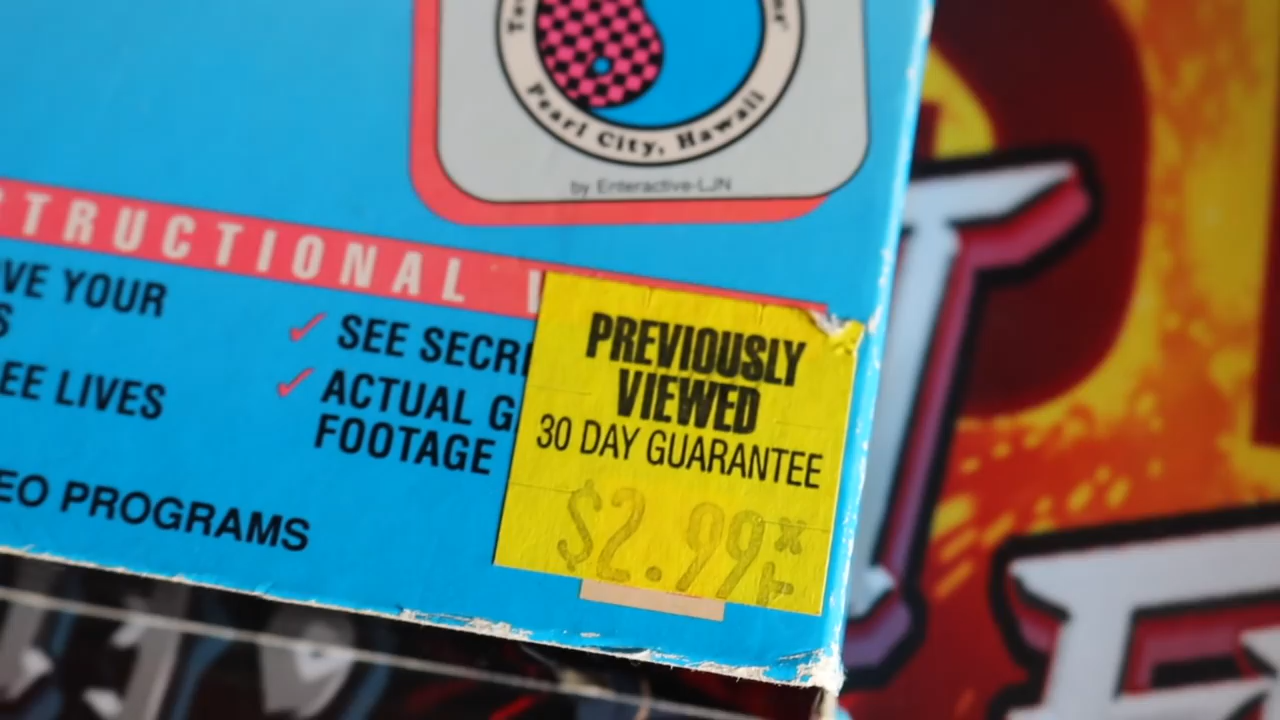 Pearl City, Hawaii
by Enteractive-LJN
STRUCTIONAL V
VE YOUR
S
SEE SECR
EE LIVES
ACTUAL G
FOOTAGE
EO PROGRAMS
PREVIOUSLY
VIEWED
30 DAY GUARANTEE
$2.99